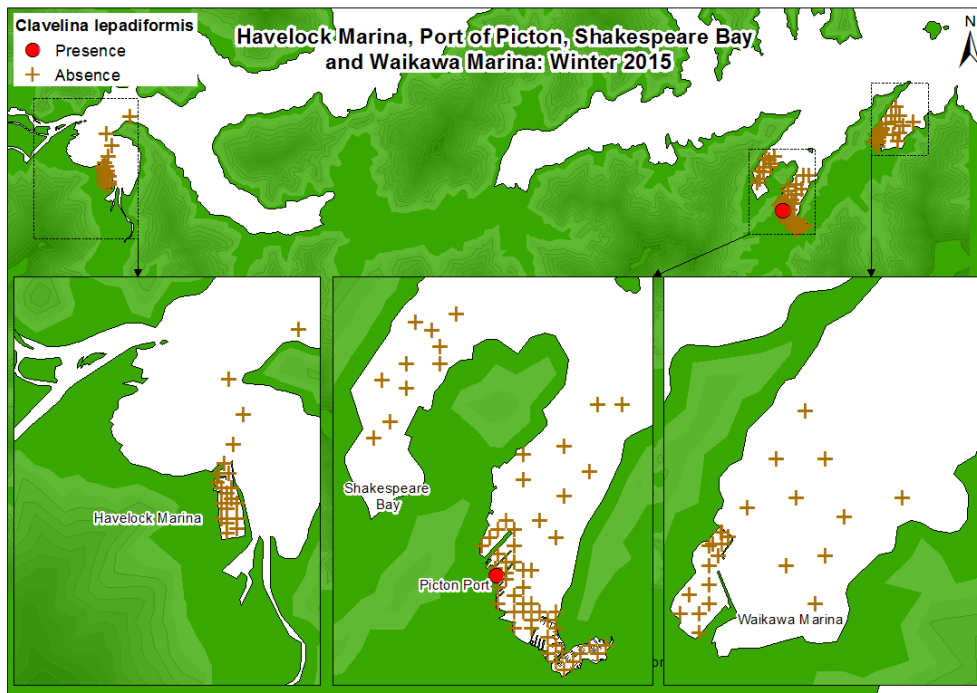 Clavelina lepadiformis
Presence
Absence
Havelock Marina, Port of Picton, Shakespeare Bay
and Waikawa Marina: Winter 2015
N
Havelock Marina
Shakespeare
Bay
Picton Port
Waikawa Marina